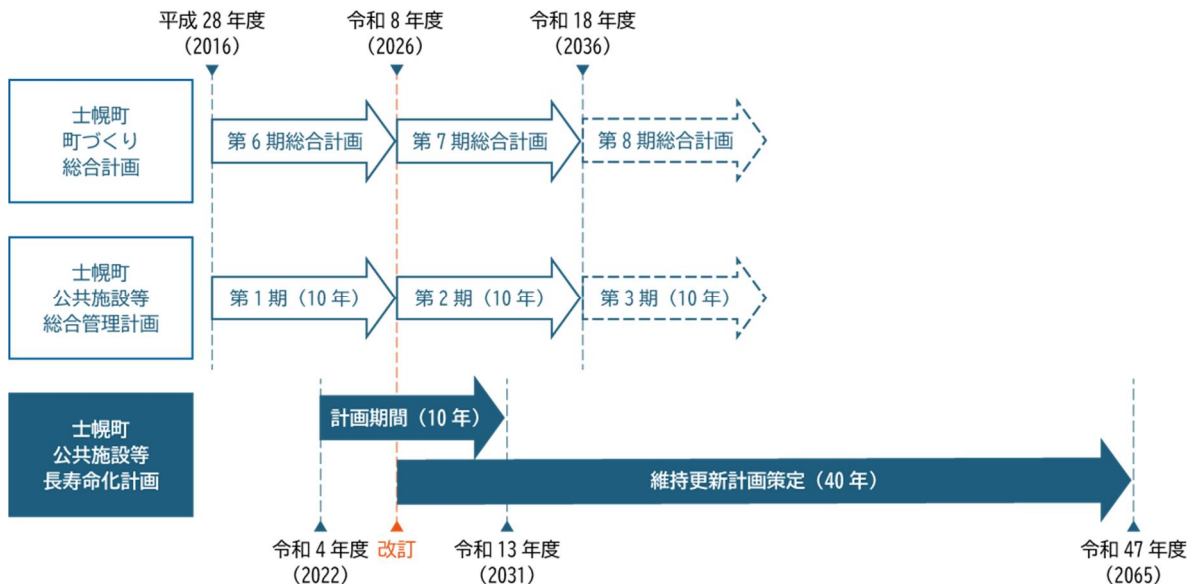 平成 28 年度
(2016)
令和 8 年度
(2026)
令和 18 年度
(2036)
士幌町
町づくり
総合計画
第 6 期総合計画
第 7 期総合計画
第 8 期総合計画
士幌町
公共施設等
総合管理計画
第 1 期（10 年）
第 2 期（10 年）
第 3 期（10 年）
士幌町
公共施設等
長寿命化計画
計画期間（10 年）
維持更新計画策定（40 年）
令和 4 年度
(2022)
改訂
令和 13 年度
(2031)
令和 47 年度
(2065)